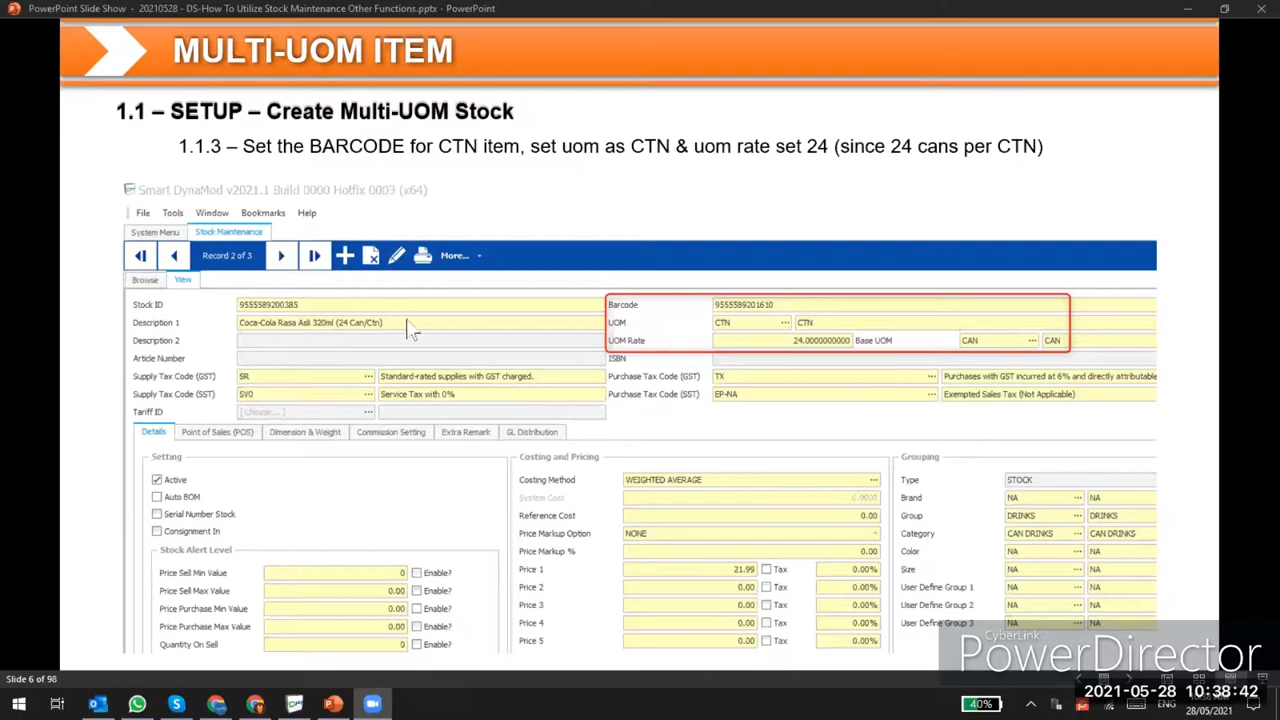 PowerPoint Slide Show - 20210528 - DS-How To Utilize Stock Maintenance Other Functions.pptx - PowerPoint
MULTI-UOM ITEM
1.1 – SETUP – Create Multi-UOM Stock
1.1.3 – Set the BARCODE for CTN item, set uom as CTN & uom rate set 24 (since 24 cans per CTN)
Smart DynaMod v2021.1 Build 0000 Hotfix 0003 (x64)
File Tools Window Bookmarks Help
System Menu Stock Maintenance
Record 2 of 3 More...
Browse View
Stock ID 9555589200385 Barcode 9555589201610
Description 1 Coca-Cola Rasa Asli 320ml (24 Can/Ctn) UOM CTN ... CTN
Description 2 UOM Rate 24.0000000000 Base UOM CAN ... CAN
Article Number ISBN
Supply Tax Code (GST) SR ... Standard-rated supplies with GST charged. Purchase Tax Code (GST) TX ... Purchases with GST incurred at 6% and directly attributable
Supply Tax Code (SST) SV0 ... Service Tax with 0% Purchase Tax Code (SST) EP-NA ... Exempted Sales Tax (Not Applicable)
Tariff ID [ Choose... ] ...
Details Point of Sales (POS) Dimension & Weight Commission Setting Extra Remark GL Distribution
Setting Costing and Pricing Grouping
Active Costing Method WEIGHTED AVERAGE ... Type STOCK
Auto BOM System Cost 0.0000 Brand NA ... NA
Serial Number Stock Reference Cost 0.00 Group DRINKS ... DRINKS
Consignment In Price Markup Option NONE Category CAN DRINKS ... CAN DRINKS
Stock Alert Level Price Markup % 0.00 Color NA ... NA
Price Sell Min Value 0 Enable? Price 1 21.99 Tax 0.00% Size NA ... NA
Price Sell Max Value 0.00 Enable? Price 2 0.00 Tax 0.00% User Define Group 1 NA ... NA
Price Purchase Min Value 0.00 Enable? Price 3 0.00 Tax 0.00% User Define Group 2 NA ... NA
Price Purchase Max Value 0.00 Enable? Price 4 0.00 Tax 0.00% User Define Group 3 NA ... NA
Quantity On Sell 0 Enable? Price 5 0.00 Tax 0.00%
CyberLink
PowerDirector
Slide 6 of 98
2021-05-28 10:38:42
40% ENG 28/05/2021